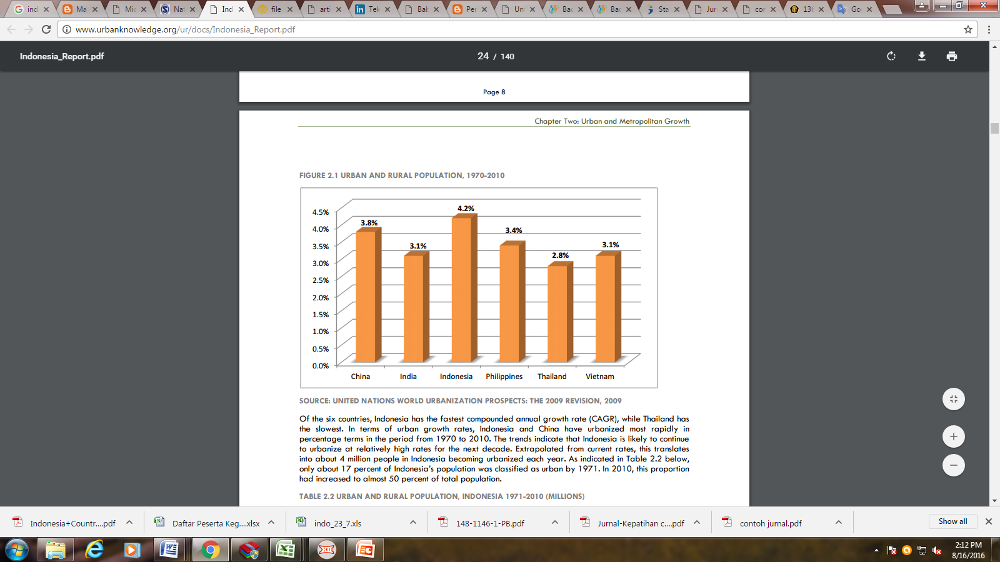 ind
Ma
Mic
Nat
Ind
file
arti
in Tek
Bal
Per
Un
Bac
Bac
Sta
Jur
cor
136
Go
www.urbanknowledge.org/ur/docs/Indonesia_Report.pdf
Indonesia_Report.pdf
24 / 140
Page 8
Chapter Two: Urban and Metropolitan Growth
FIGURE 2.1 URBAN AND RURAL POPULATION, 1970-2010
4.5%
4.0%
3.5%
3.0%
2.5%
2.0%
1.5%
1.0%
0.5%
0.0%
3.8%
3.1%
4.2%
3.4%
2.8%
3.1%
China India Indonesia Philippines Thailand Vietnam
SOURCE: UNITED NATIONS WORLD URBANIZATION PROSPECTS: THE 2009 REVISION, 2009
Of the six countries, Indonesia has the fastest compounded annual growth rate (CAGR), while Thailand has
the slowest. In terms of urban growth rates, Indonesia and China have urbanized most rapidly in
percentage terms in the period from 1970 to 2010. The trends indicate that Indonesia is likely to continue
to urbanize at relatively high rates for the next decade. Extrapolated from current rates, this translates
into about 4 million people in Indonesia becoming urbanized each year. As indicated in Table 2.2 below,
only about 17 percent of Indonesia's population was classified as urban by 1971. In 2010, this proportion
had increased to almost 50 percent of total population.
TABLE 2.2 URBAN AND RURAL POPULATION, INDONESIA 1971-2010 (MILLIONS)
Indonesia+Countr....pdf
Daftar Peserta Keg....xlsx
indo_23_7.xls
148-1146-1-PB.pdf
Jurnal-Kepatihan c....pdf
contoh jurnal.pdf
Show all
2:12 PM
8/16/2016